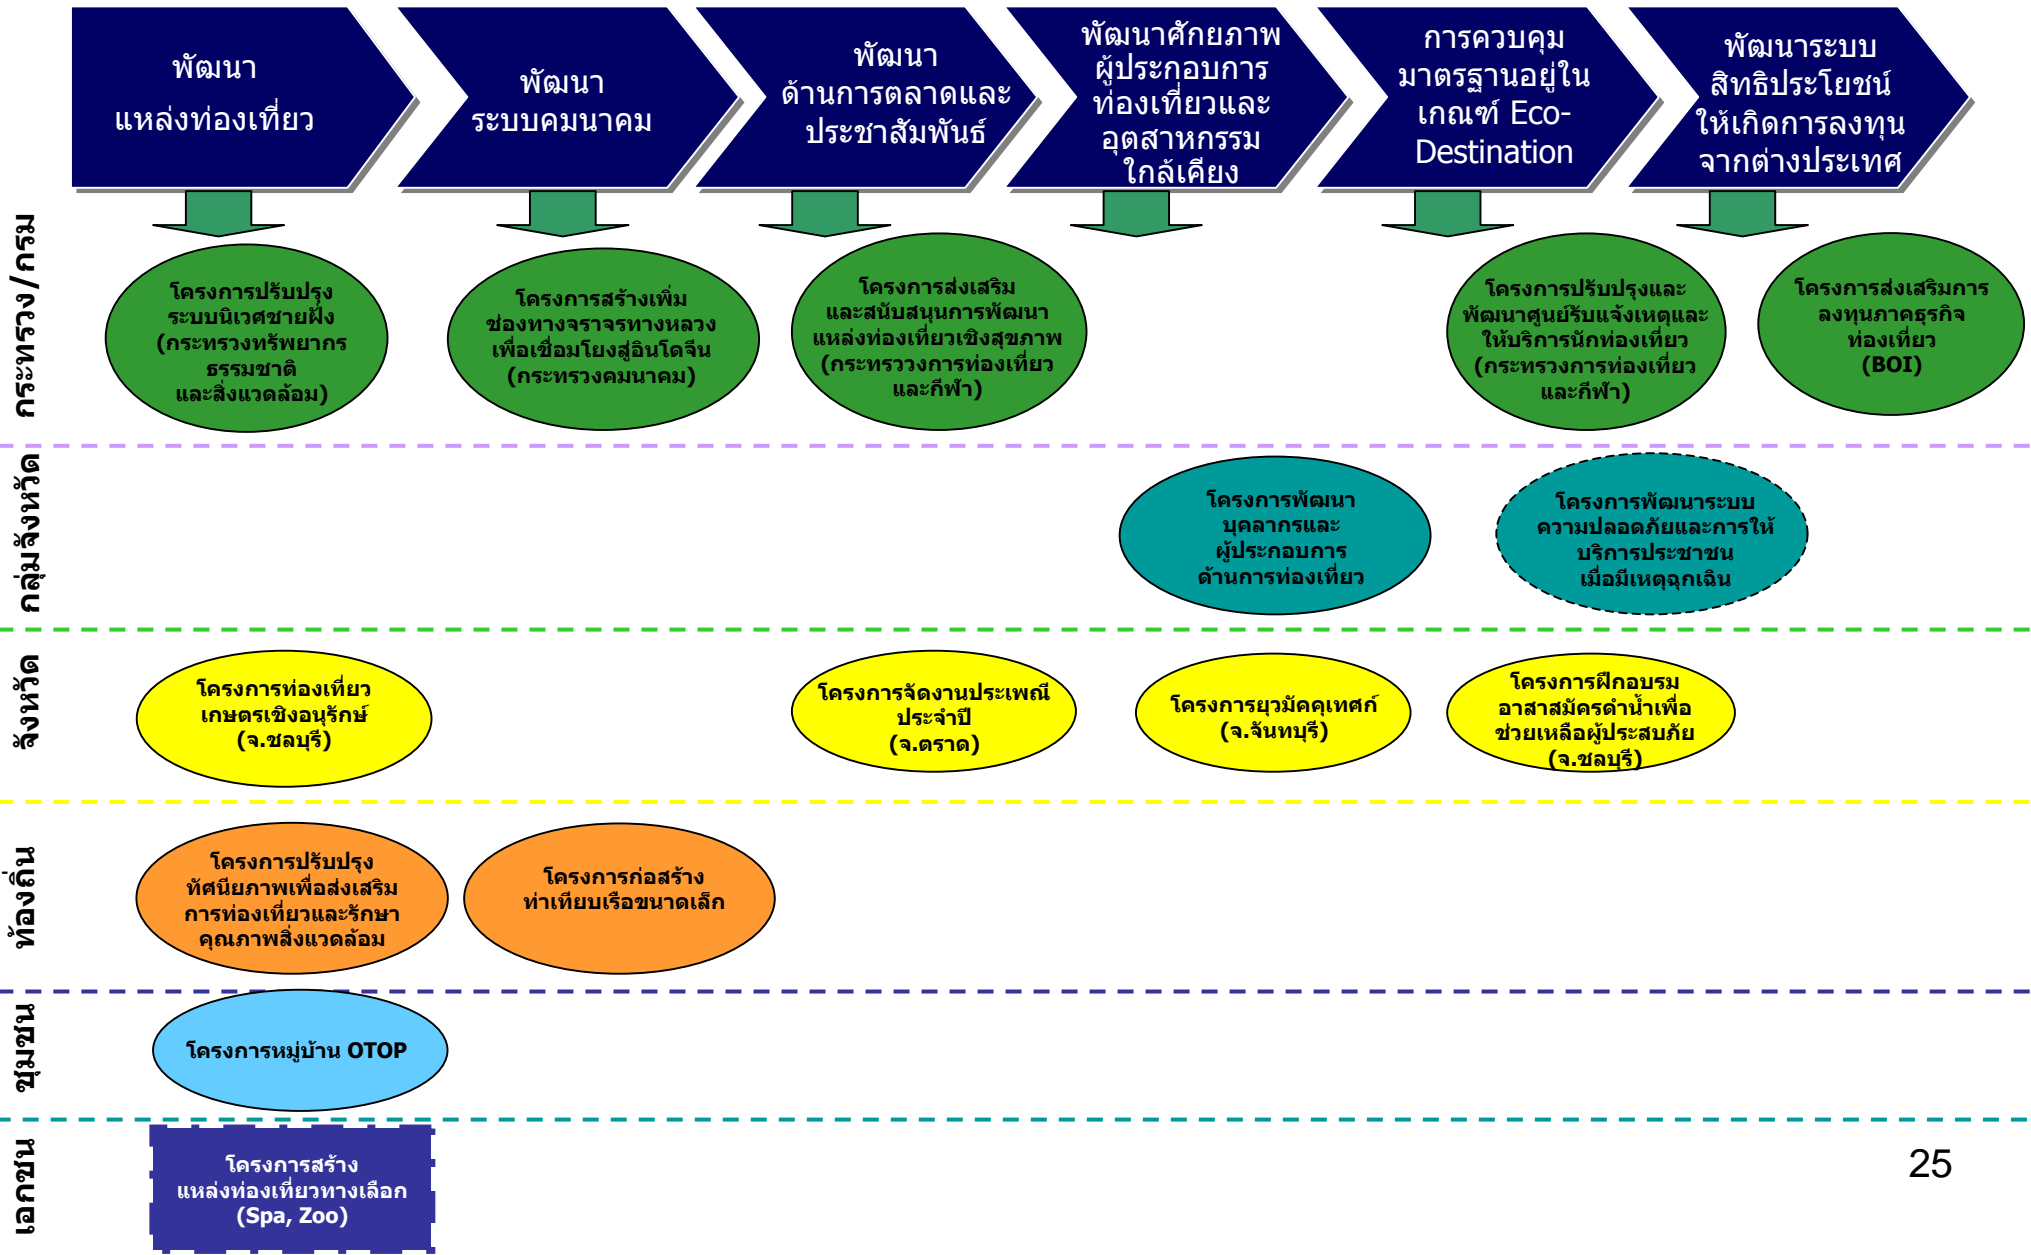 พัฒนา
แหล่งท่องเที่ยว
พัฒนา
ระบบคมนาคม
พัฒนา
ด้านการตลาดและ
ประชาสัมพันธ์
พัฒนาศักยภาพ
ผู้ประกอบการ
ท่องเที่ยวและ
อุตสาหกรรม
ใกล้เคียง
การควบคุม
มาตรฐานอยู่ใน
เกณฑ์ Eco-
Destination
พัฒนาระบบ
สิทธิประโยชน์
ให้เกิดการลงทุน
จากต่างประเทศ
กระทรวง/กรม
โครงการปรับปรุง
ระบบนิเวศชายฝั่ง
(กระทรวงทรัพยากร
ธรรมชาติ
และสิ่งแวดล้อม)
โครงการสร้างเพิ่ม
ช่องทางจราจรทางหลวง
เพื่อเชื่อมโยงสู่อินโดจีน
(กระทรวงคมนาคม)
โครงการส่งเสริม
และสนับสนุนการพัฒนา
แหล่งท่องเที่ยวเชิงสุขภาพ
(กระทรววงการท่องเที่ยว
และกีฬา)
โครงการปรับปรุงและ
พัฒนาศูนย์รับแจ้งเหตุและ
ให้บริการนักท่องเที่ยว
(กระทรวงการท่องเที่ยว
และกีฬา)
โครงการส่งเสริมการ
ลงทุนภาคธุรกิจ
ท่องเที่ยว
(BOI)
กลุ่มจังหวัด
โครงการพัฒนา
บุคลากรและ
ผู้ประกอบการ
ด้านการท่องเที่ยว
โครงการพัฒนาระบบ
ความปลอดภัยและการให้
บริการประชาชน
เมื่อมีเหตุฉุกเฉิน
จังหวัด
โครงการท่องเที่ยว
เกษตรเชิงอนุรักษ์
(จ.ชลบุรี)
โครงการจัดงานประเพณี
ประจำปี
(จ.ตราด)
โครงการยุวมัคคุเทศก์
(จ.จันทบุรี)
โครงการฝึกอบรม
อาสาสมัครดำน้ำเพื่อ
ช่วยเหลือผู้ประสบภัย
(จ.ชลบุรี)
ท้องถิ่น
โครงการปรับปรุง
ทัศนียภาพเพื่อส่งเสริม
การท่องเที่ยวและรักษา
คุณภาพสิ่งแวดล้อม
โครงการก่อสร้าง
ท่าเทียบเรือขนาดเล็ก
ชุมชน
โครงการหมู่บ้าน OTOP
เอกชน
โครงการสร้าง
แหล่งท่องเที่ยวทางเลือก
(Spa, Zoo)
25